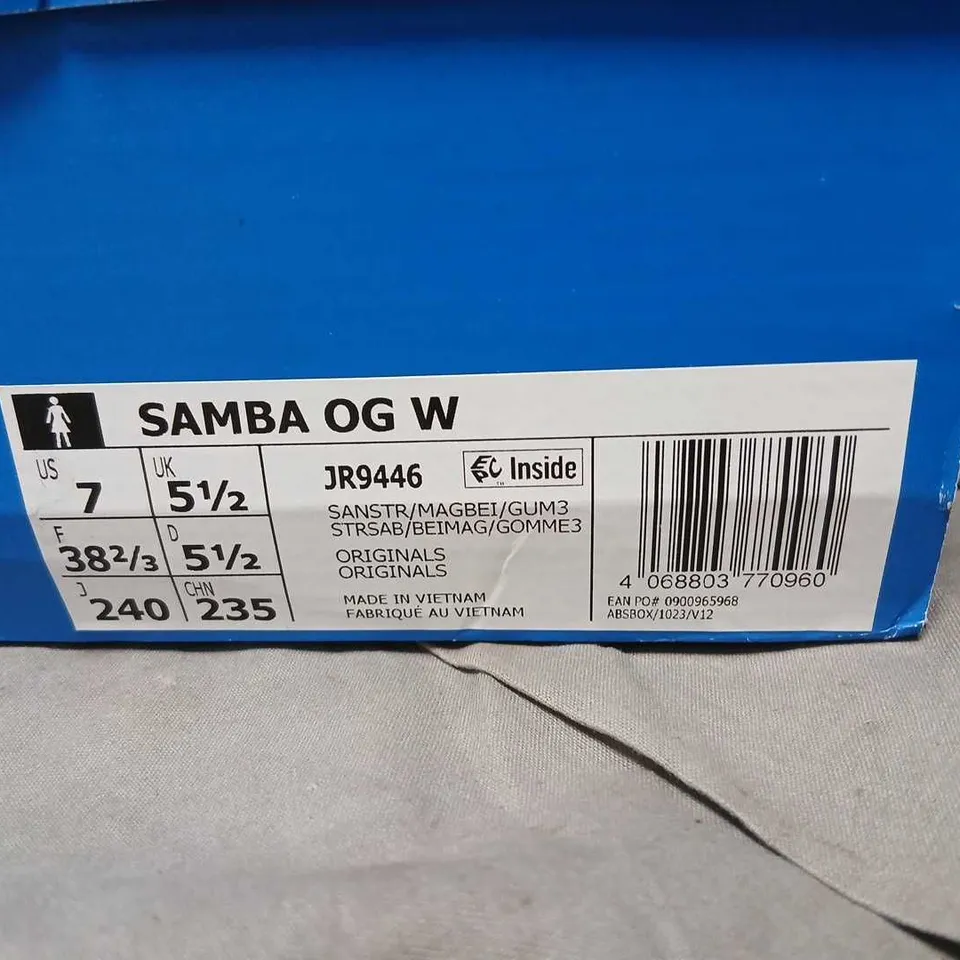 SAMBA OG W
US 7 UK 5½
F 38⅔ D 5½
J 240 CHN 235
JR9446 EPC Inside
™
SANSTR/MAGBEI/GUM3
STRSAB/BEIMAG/GOMME3
ORIGINALS
ORIGINALS
MADE IN VIETNAM
FABRIQUÉ AU VIETNAM
4 068803 770960
EAN PO# 0900965968
ABSBOX/1023/V12